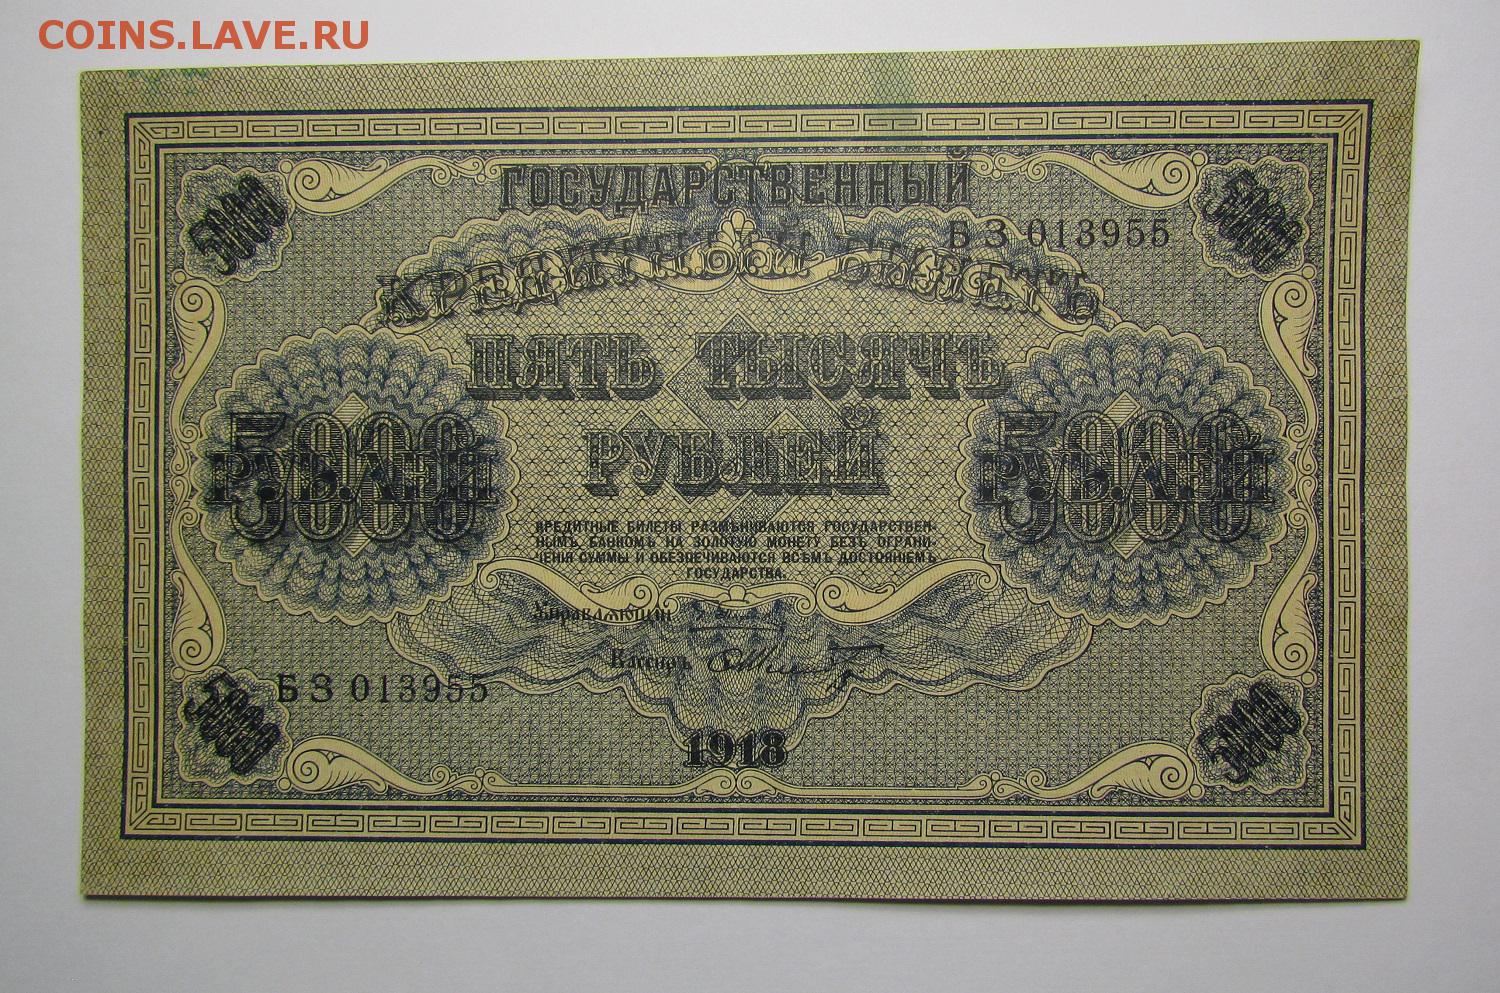 COINS.LAVE.RU
ГОСУДАРСТВЕННЫЙ
КРЕДИТНЫЙ БИЛЕТЪ
БЗ 013955
5000
5000
ПЯТЬ ТЫСЯЧЪ
РУБЛЕЙ
5000
РУБЛЕЙ
5000
РУБЛЕЙ
КРЕДИТНЫЕ БИЛЕТЫ РАЗМѢНИВАЮТСЯ ГОСУДАРСТВЕН-
НЫМЪ БАНКОМЪ НА ЗОЛОТУЮ МОНЕТУ БЕЗЪ ОГРАНИ-
ЧЕНІЯ СУММЫ И ОБЕЗПЕЧИВАЮТСЯ ВСѢМЪ ДОСТОЯНІЕМЪ
ГОСУДАРСТВА.
Управляющій
Кассиръ
БЗ 013955
5000
5000
1918